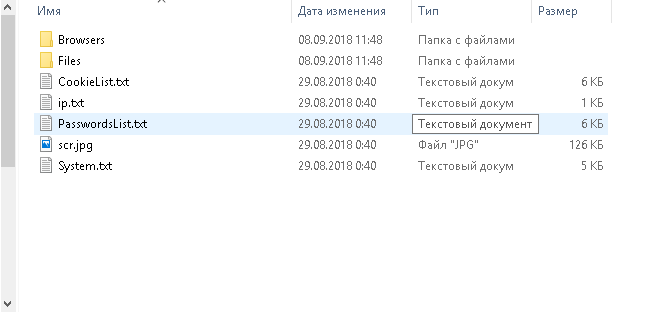 Имя Дата изменения Тип Размер
Browsers 08.09.2018 11:48 Папка с файлами
Files 08.09.2018 11:48 Папка с файлами
CookieList.txt 29.08.2018 0:40 Текстовый докум 6 КБ
ip.txt 29.08.2018 0:40 Текстовый докум 1 КБ
PasswordsList.txt 29.08.2018 0:40 Текстовый документ 6 КБ
scr.jpg 29.08.2018 0:40 Файл "JPG" 126 КБ
System.txt 29.08.2018 0:40 Текстовый докум 5 КБ